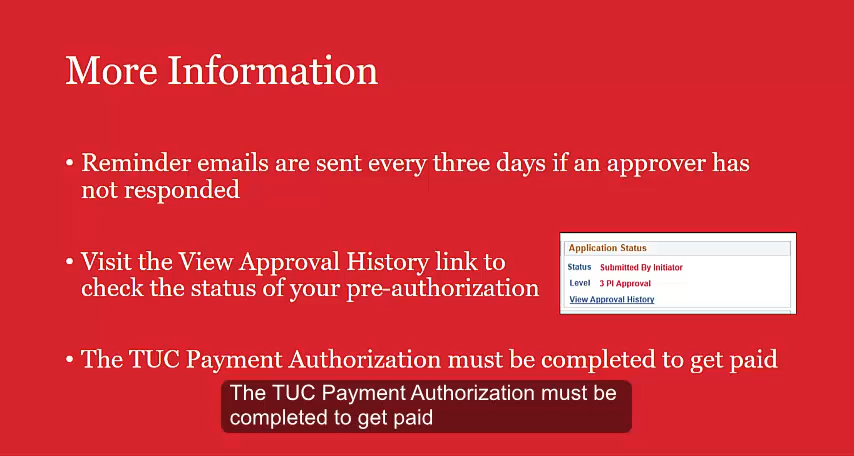 More Information
• Reminder emails are sent every three days if an approver has
not responded
• Visit the View Approval History link to
check the status of your pre-authorization
Application Status
Status Submitted By Initiator
Level 3 PI Approval
View Approval History
• The TUC Payment Authorization must be completed to get paid
The TUC Payment Authorization must be
completed to get paid